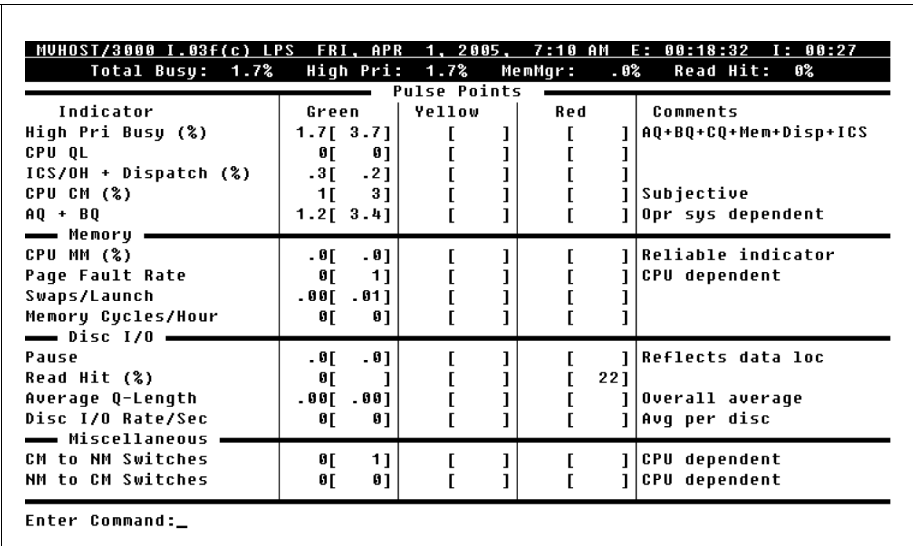 MVHOST/3000 I.03f(c) LPS FRI, APR 1, 2005, 7:10 AM E: 00:18:32 I: 00:27
Total Busy: 1.7% High Pri: 1.7% MemMgr: .0% Read Hit: 0%
Pulse Points
Indicator Green Yellow Red Comments
High Pri Busy (%) 1.7[ 3.7] [ ] [ ] AQ+BQ+CQ+Mem+Disp+ICS
CPU QL 0[ 0] [ ] [ ]
ICS/OH + Dispatch (%) .3[ .2] [ ] [ ]
CPU CM (%) 1[ 3] [ ] [ ] Subjective
AQ + BQ 1.2[ 3.4] [ ] [ ] Opr sys dependent
Memory
CPU MM (%) .0[ .0] [ ] [ ] Reliable indicator
Page Fault Rate 0[ 1] [ ] [ ] CPU dependent
Swaps/Launch .00[ .01] [ ] [ ]
Memory Cycles/Hour 0[ 0] [ ] [ ]
Disc I/O
Pause .0[ .0] [ ] [ ] Reflects data loc
Read Hit (%) 0[ ] [ ] [ 22]
Average Q-Length .00[ .00] [ ] [ ] Overall average
Disc I/O Rate/Sec 0[ 0] [ ] [ ] Avg per disc
Miscellaneous
CM to NM Switches 0[ 1] [ ] [ ] CPU dependent
NM to CM Switches 0[ 0] [ ] [ ] CPU dependent
Enter Command:_